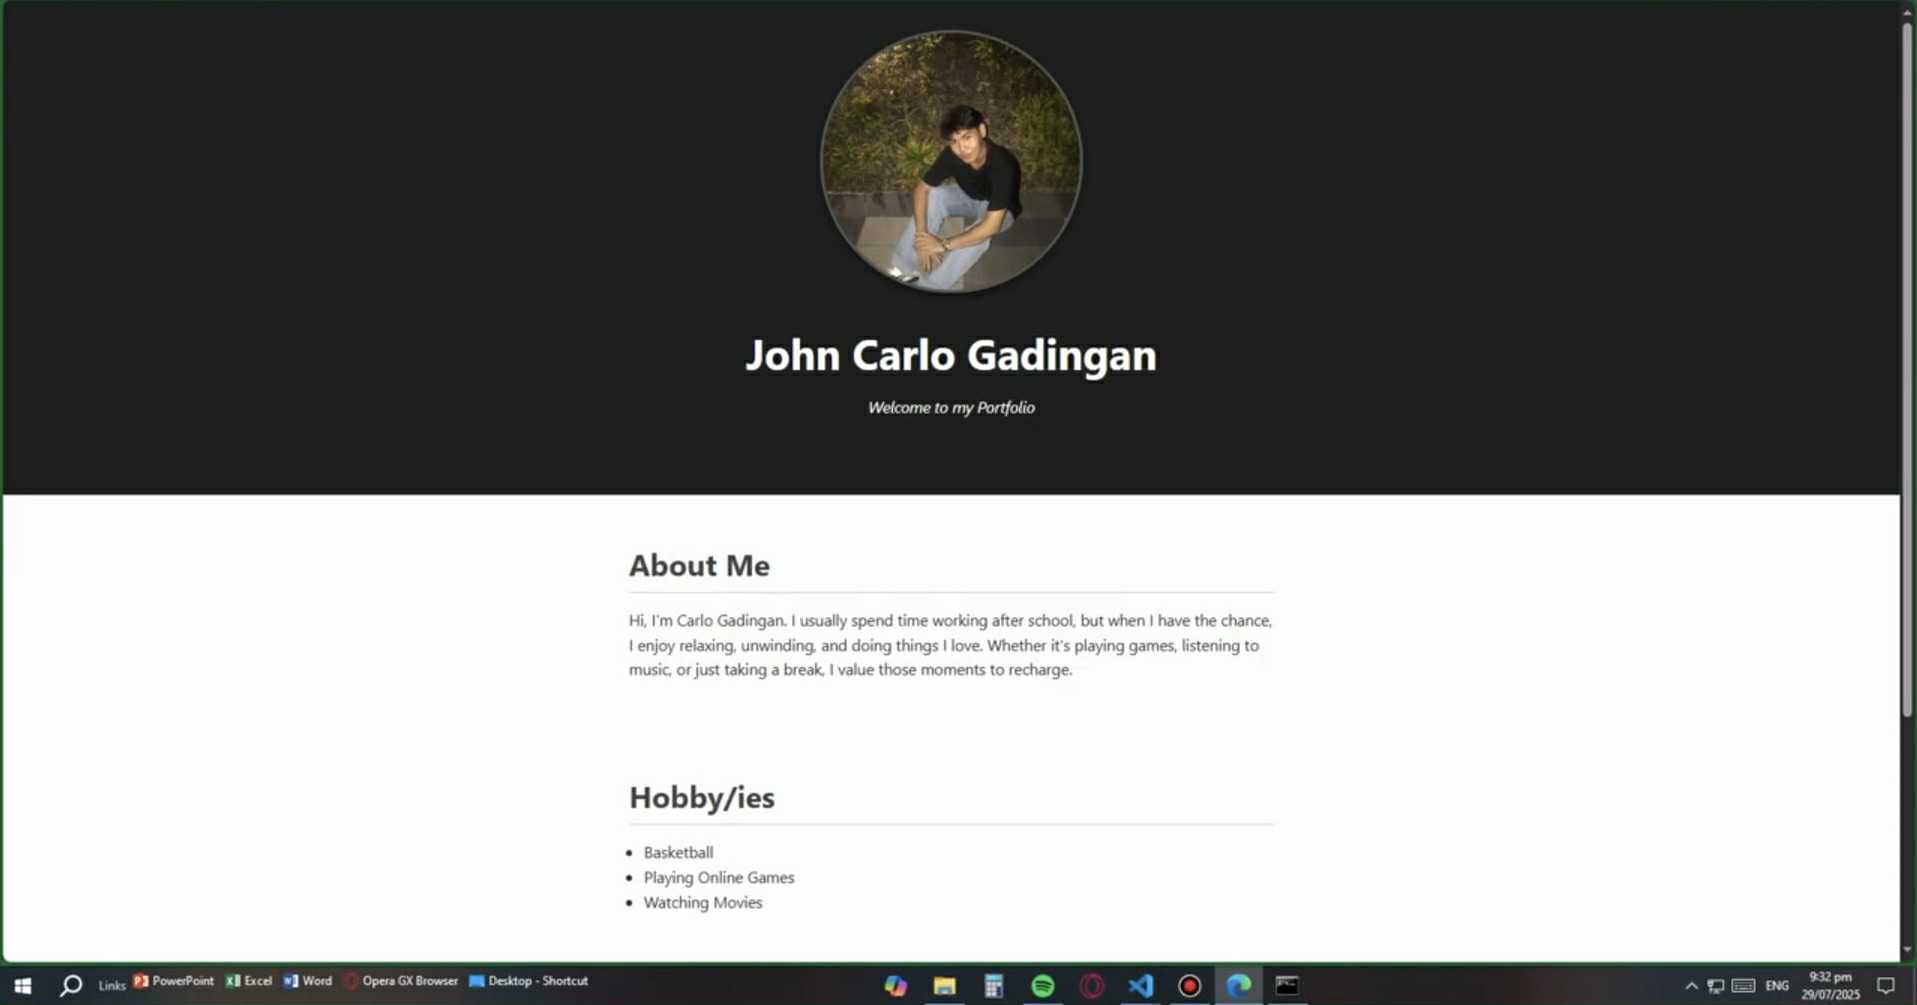 John Carlo Gadingan
Welcome to my Portfolio
About Me
Hi, I'm Carlo Gadingan. I usually spend time working after school, but when I have the chance,
I enjoy relaxing, unwinding, and doing things I love. Whether it's playing games, listening to
music, or just taking a break, I value those moments to recharge.
Hobby/ies
Basketball
Playing Online Games
Watching Movies
Links PowerPoint Excel Word Opera GX Browser Desktop - Shortcut
ENG
9:32 pm
29/07/2025